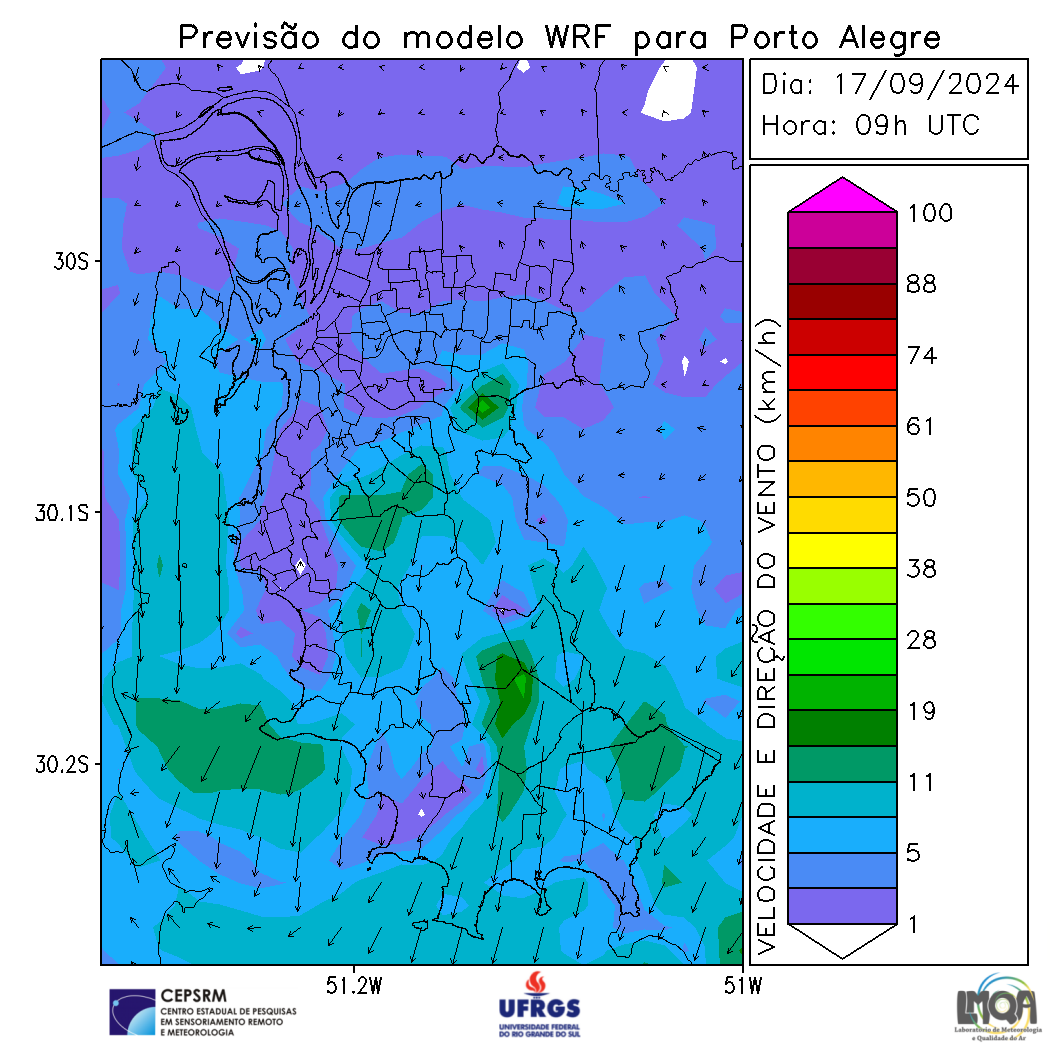 Previsão do modelo WRF para Porto Alegre
Dia: 17/09/2024
Hora: 09h UTC
30S
30.1S
30.2S
51.2W
51W
VELOCIDADE E DIREÇÃO DO VENTO (km/h)
100
88
74
61
50
38
28
19
11
5
1
CEPSRM
CENTRO ESTADUAL DE PESQUISAS
EM SENSORIAMENTO REMOTO
E METEOROLOGIA
UFRGS
UNIVERSIDADE FEDERAL
DO RIO GRANDE DO SUL
LMQA
Laboratório de Meteorologia
e Qualidade do Ar